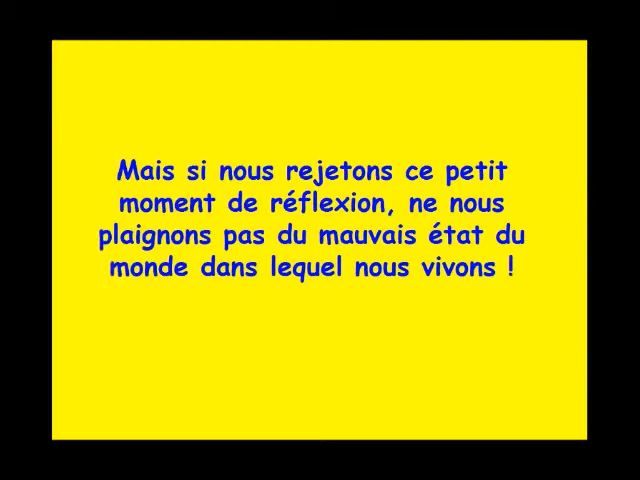 Mais si nous rejetons ce petit
moment de réflexion, ne nous
plaignons pas du mauvais état du
monde dans lequel nous vivons !